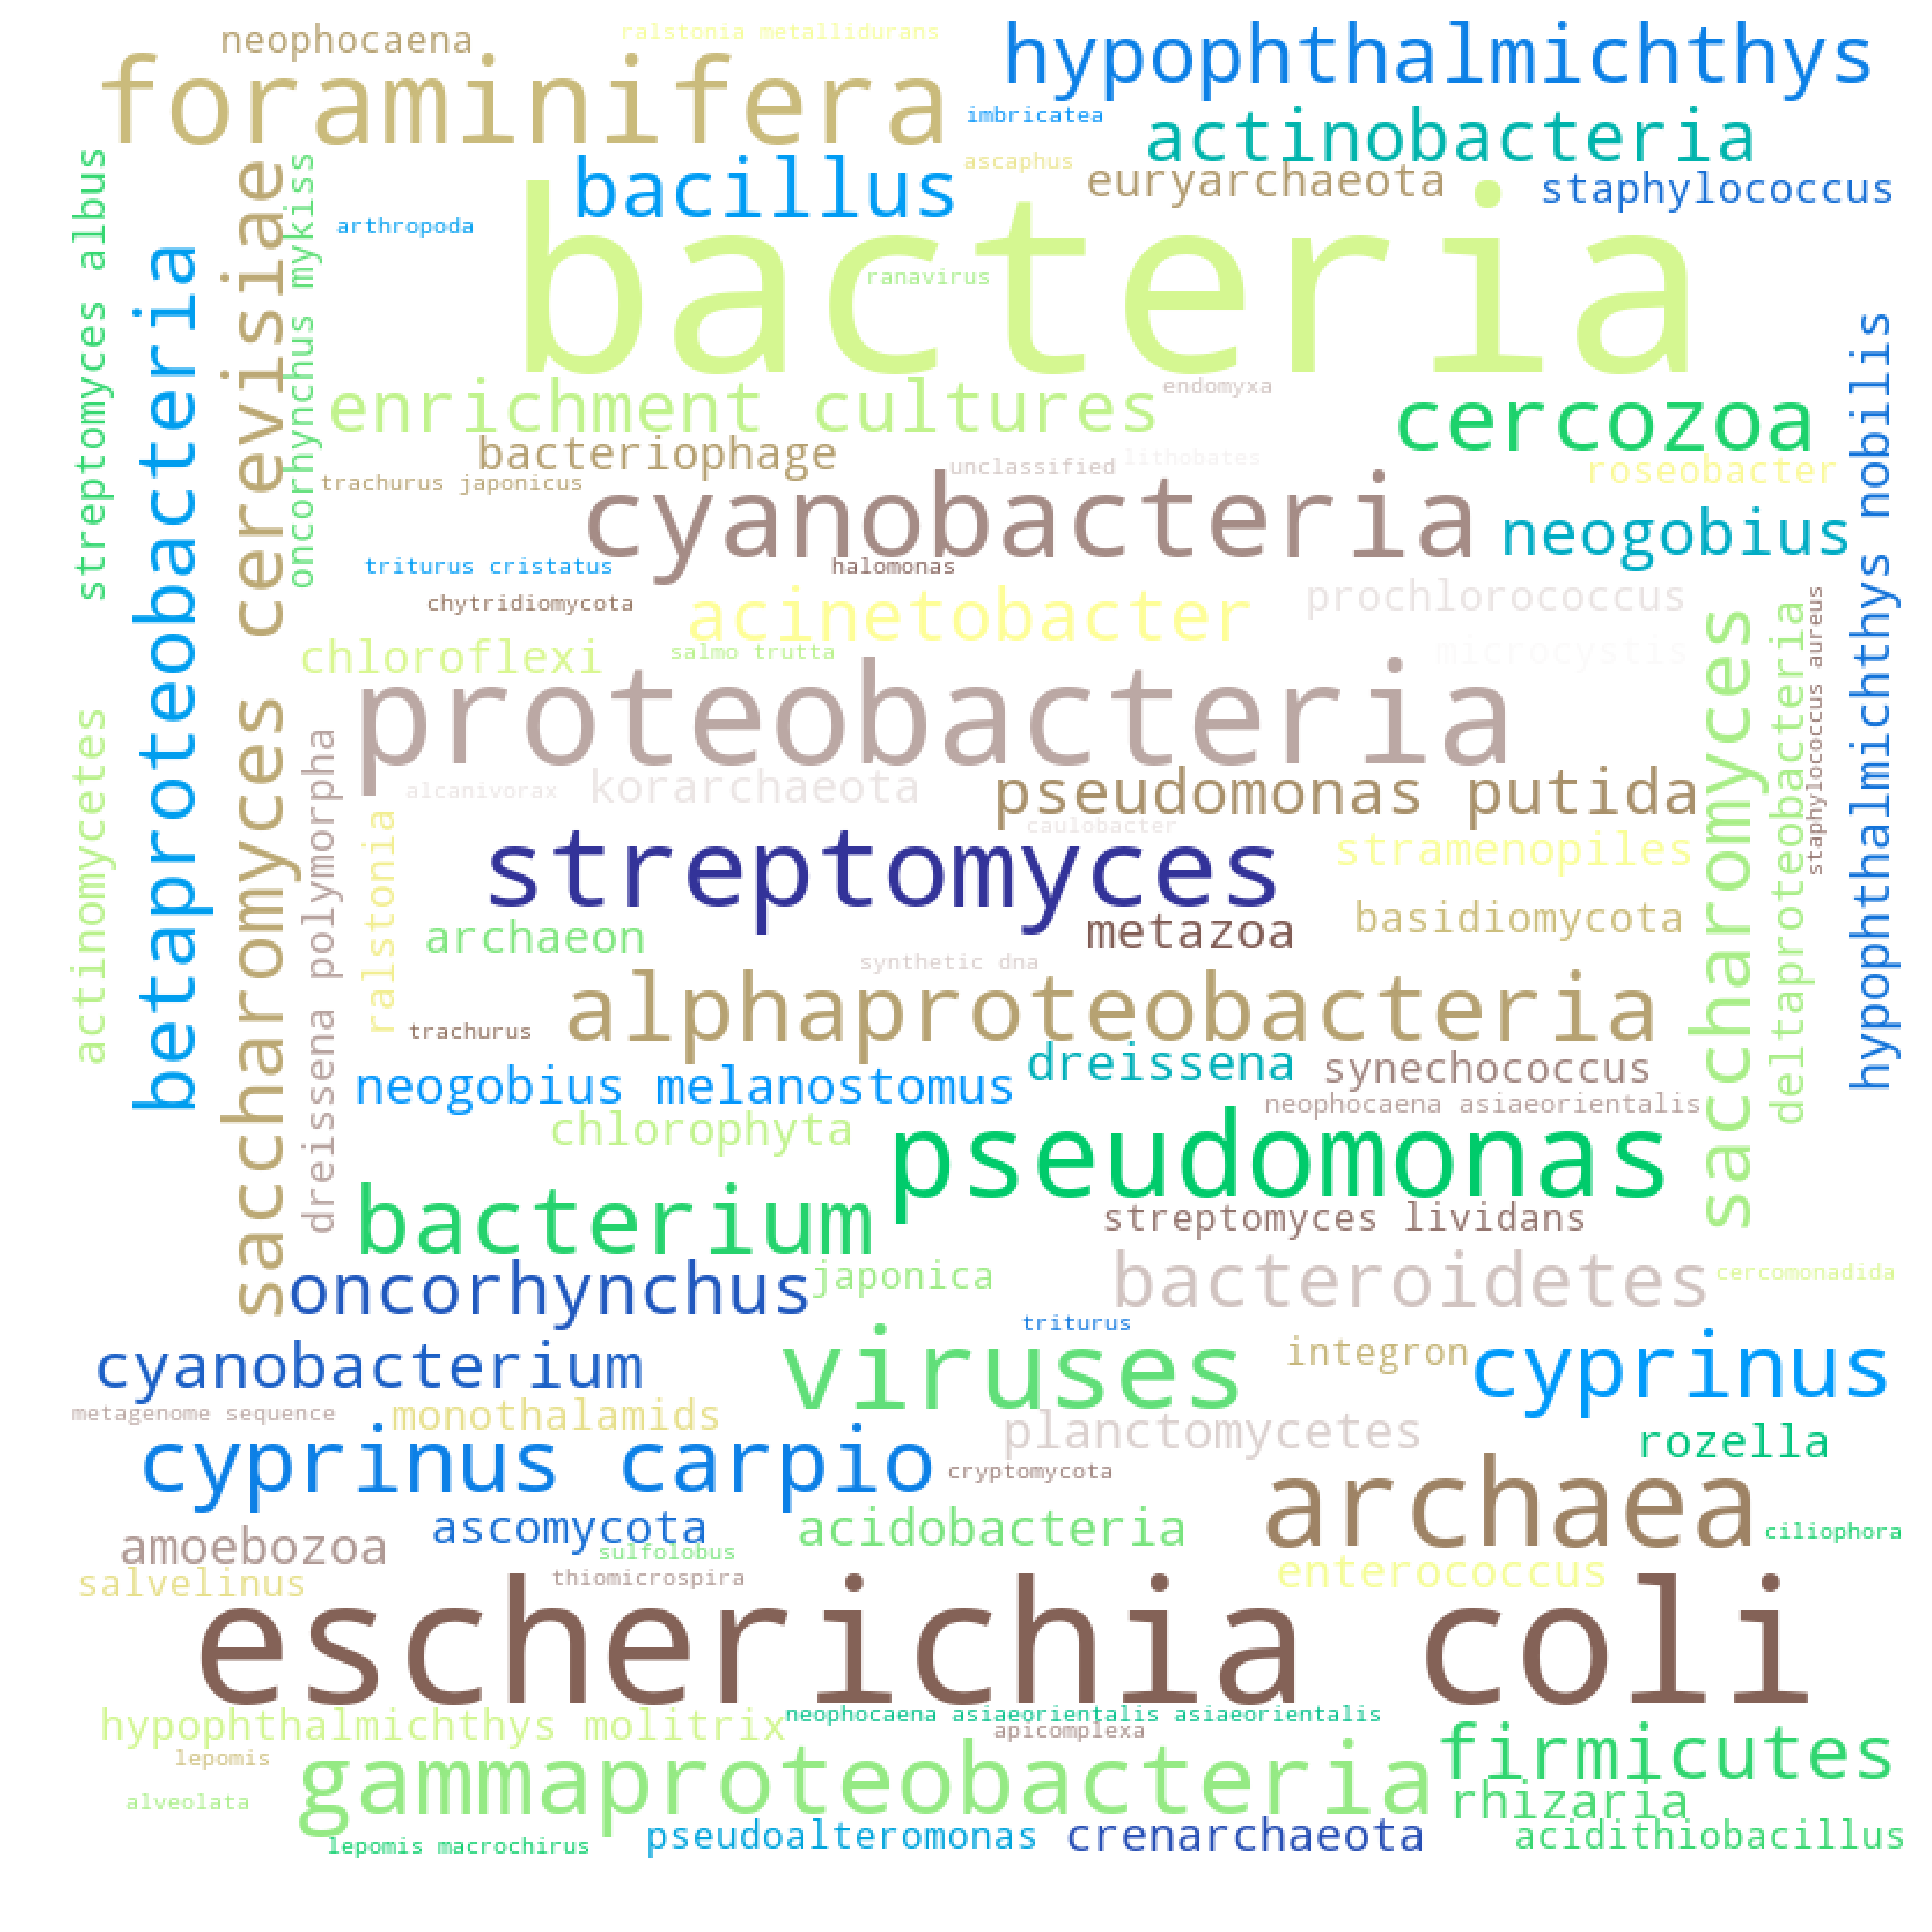 neophocaena
ralstonia metallidurans
hypophthalmichthys
foraminifera
imbricatea
actinobacteria
streptomyces albus
saccharomyces cerevisiae
oncorhynchus mykiss
bacillus
ascaphus
euryarchaeota
staphylococcus
arthropoda
bacteria
ranavirus
betaproteobacteria
hypophthalmichthys nobilis
enrichment cultures
endomyxa
cercozoa
bacteriophage
unclassified
lithobates
roseobacter
trachurus japonicus
cyanobacteria
neogobius
triturus cristatus
halomonas
chytridiomycota
acinetobacter
prochlorococcus
saccharomyces
deltaproteobacteria
staphylococcus aureus
chloroflexi
salmo trutta
microcystis
proteobacteria
actinomycetes
dreissena polymorpha
ralstonia
alcanivorax
korarchaeota
pseudomonas putida
caulobacter
streptomyces
stramenopiles
archaeon
metazoa
basidiomycota
synthetic dna
trachurus
alphaproteobacteria
neogobius melanostomus
dreissena
synechococcus
neophocaena asiaeorientalis
chlorophyta
pseudomonas
bacterium
streptomyces lividans
oncorhynchus
japonica
bacteroidetes
cercomonadida
triturus
cyanobacterium
viruses
integron
cyprinus
metagenome sequence
monothalamids
planctomycetes
rozella
cyprinus carpio
cryptomycota
archaea
amoebozoa
ascomycota
acidobacteria
ciliophora
sulfolobus
salvelinus
thiomicrospira
enterococcus
escherichia coli
hypophthalmichthys molitrix
neophocaena asiaeorientalis asiaeorientalis
apicomplexa
firmicutes
lepomis
gammaproteobacteria
alveolata
rhizaria
lepomis macrochirus
pseudoalteromonas
crenarchaeota
acidithiobacillus